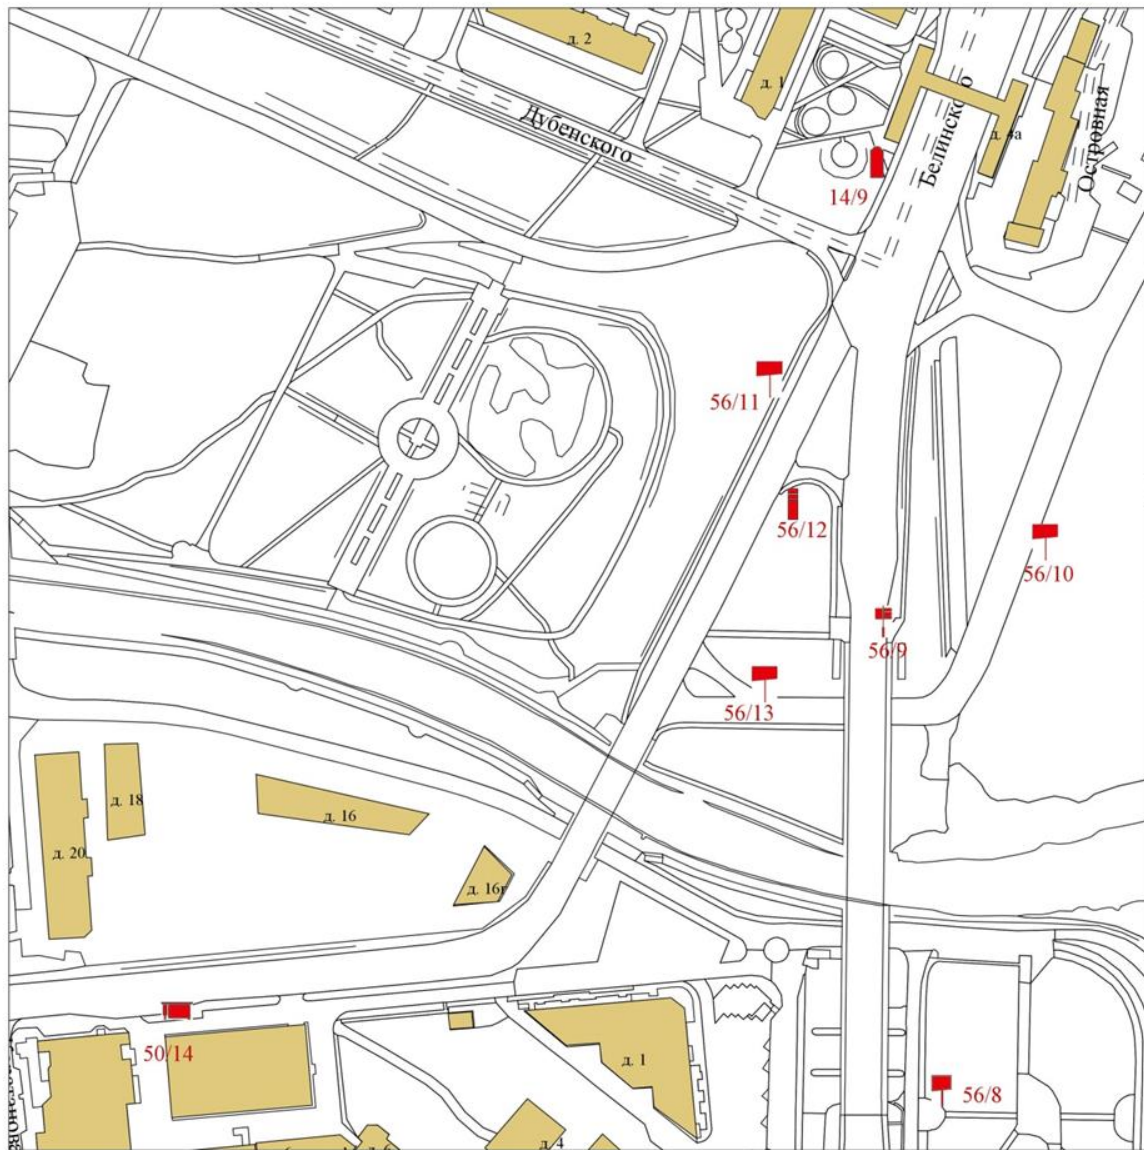 д. 2
д. 1
Дубенского
Белинского
д. 4а
Островная
14/9
56/11
56/12
56/10
56/9
56/13
д. 18
д. 16
д. 20
д. 16г
50/14
д. 1
56/8
д. 4